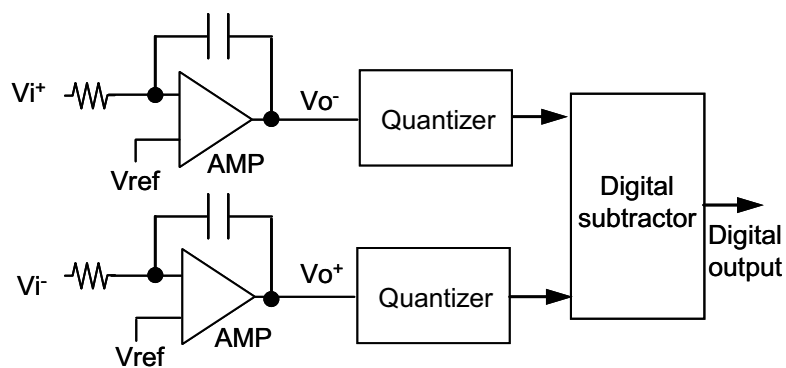 Vi⁺
Vo⁻
Quantizer
AMP
Vref
Digital
subtractor
Digital
output
Vi⁻
Vo⁺
Quantizer
AMP
Vref